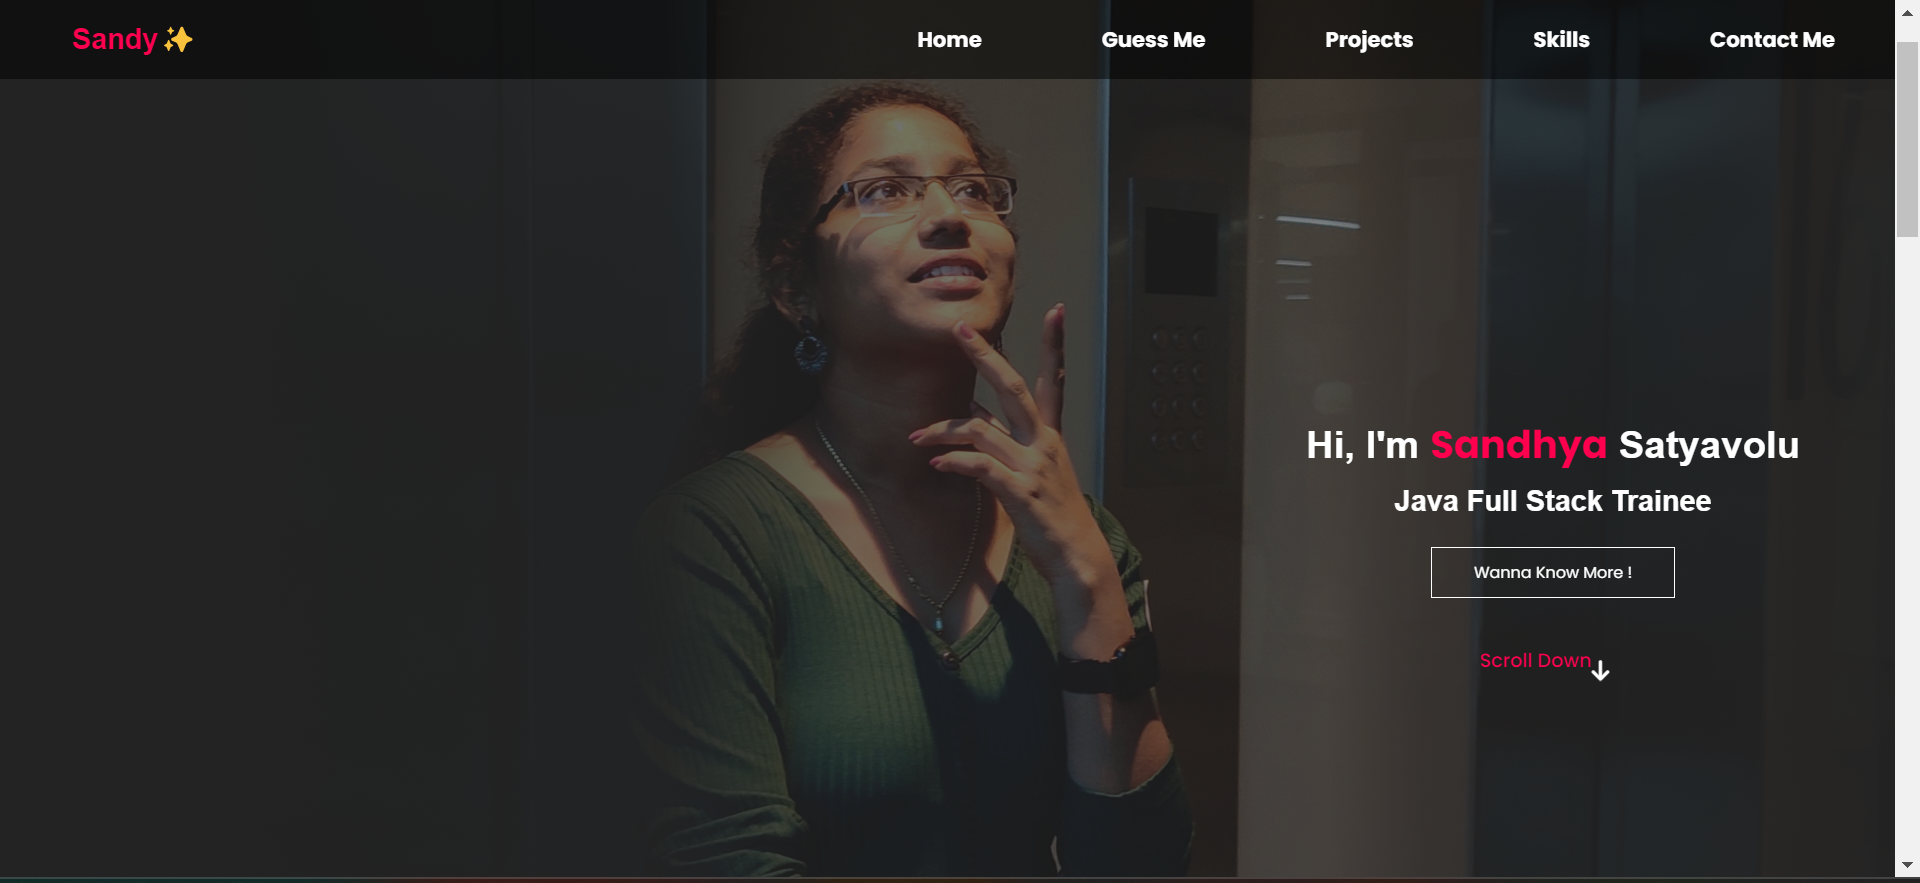 Sandy✨ Home Guess Me Projects Skills Contact Me
Hi, I'm Sandhya Satyavolu
Java Full Stack Trainee
Wanna Know More !
Scroll Down